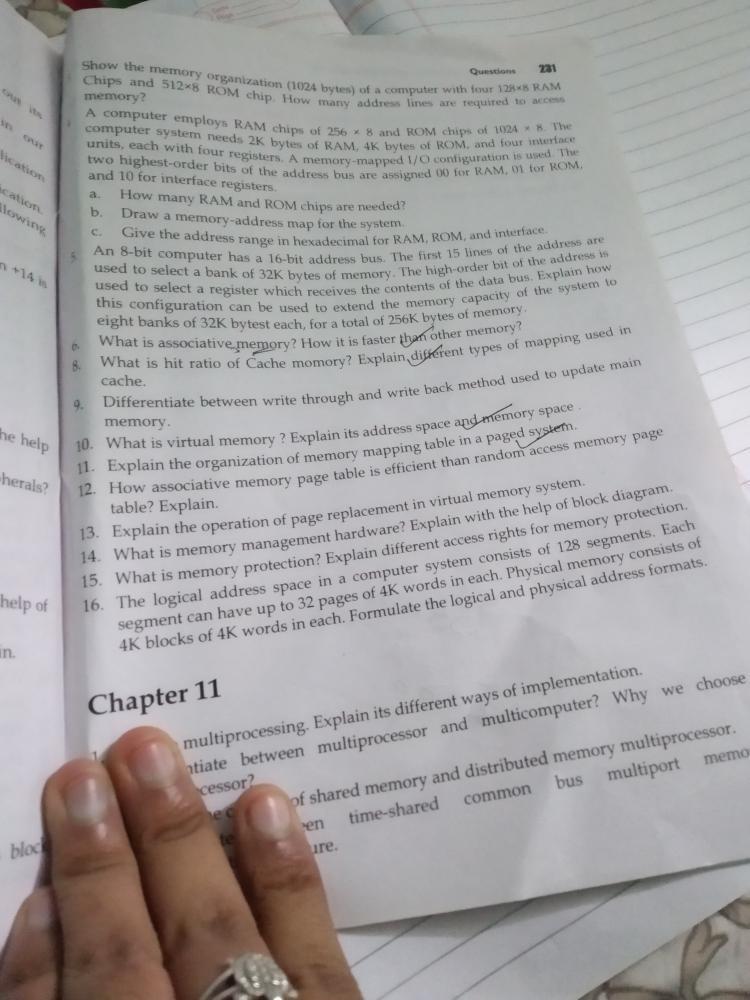 Questions 231
Show the memory organization (1024 bytes) of a computer with four 128×8 RAM
Chips and 512×8 ROM chip. How many address lines are required to access
memory?
A computer employs RAM chips of 256 × 8 and ROM chips of 1024 × 8. The
computer system needs 2K bytes of RAM, 4K bytes of ROM, and four interface
units, each with four registers. A memory-mapped I/O configuration is used. The
two highest-order bits of the address bus are assigned 00 for RAM, 01 for ROM,
and 10 for interface registers.
a. How many RAM and ROM chips are needed?
b. Draw a memory-address map for the system.
c. Give the address range in hexadecimal for RAM, ROM, and interface.
5. An 8-bit computer has a 16-bit address bus. The first 15 lines of the address are
used to select a bank of 32K bytes of memory. The high-order bit of the address is
used to select a register which receives the contents of the data bus. Explain how
this configuration can be used to extend the memory capacity of the system to
eight banks of 32K bytest each, for a total of 256K bytes of memory.
6. What is associative memory? How it is faster than other memory?
8. What is hit ratio of Cache momory? Explain different types of mapping used in
cache.
9. Differentiate between write through and write back method used to update main
memory.
10. What is virtual memory ? Explain its address space and memory space .
11. Explain the organization of memory mapping table in a paged system.
12. How associative memory page table is efficient than random access memory page
table? Explain.
13. Explain the operation of page replacement in virtual memory system.
14. What is memory management hardware? Explain with the help of block diagram.
15. What is memory protection? Explain different access rights for memory protection.
16. The logical address space in a computer system consists of 128 segments. Each
segment can have up to 32 pages of 4K words in each. Physical memory consists of
4K blocks of 4K words in each. Formulate the logical and physical address formats.
Chapter 11
multiprocessing. Explain its different ways of implementation.
ntiate between multiprocessor and multicomputer? Why we choose
cessor?
of shared memory and distributed memory multiprocessor.
een time-shared common bus multiport memo
ure.
out its
in our
lication
cation.
llowing
n +14 is
he help
herals?
help of
in.
block